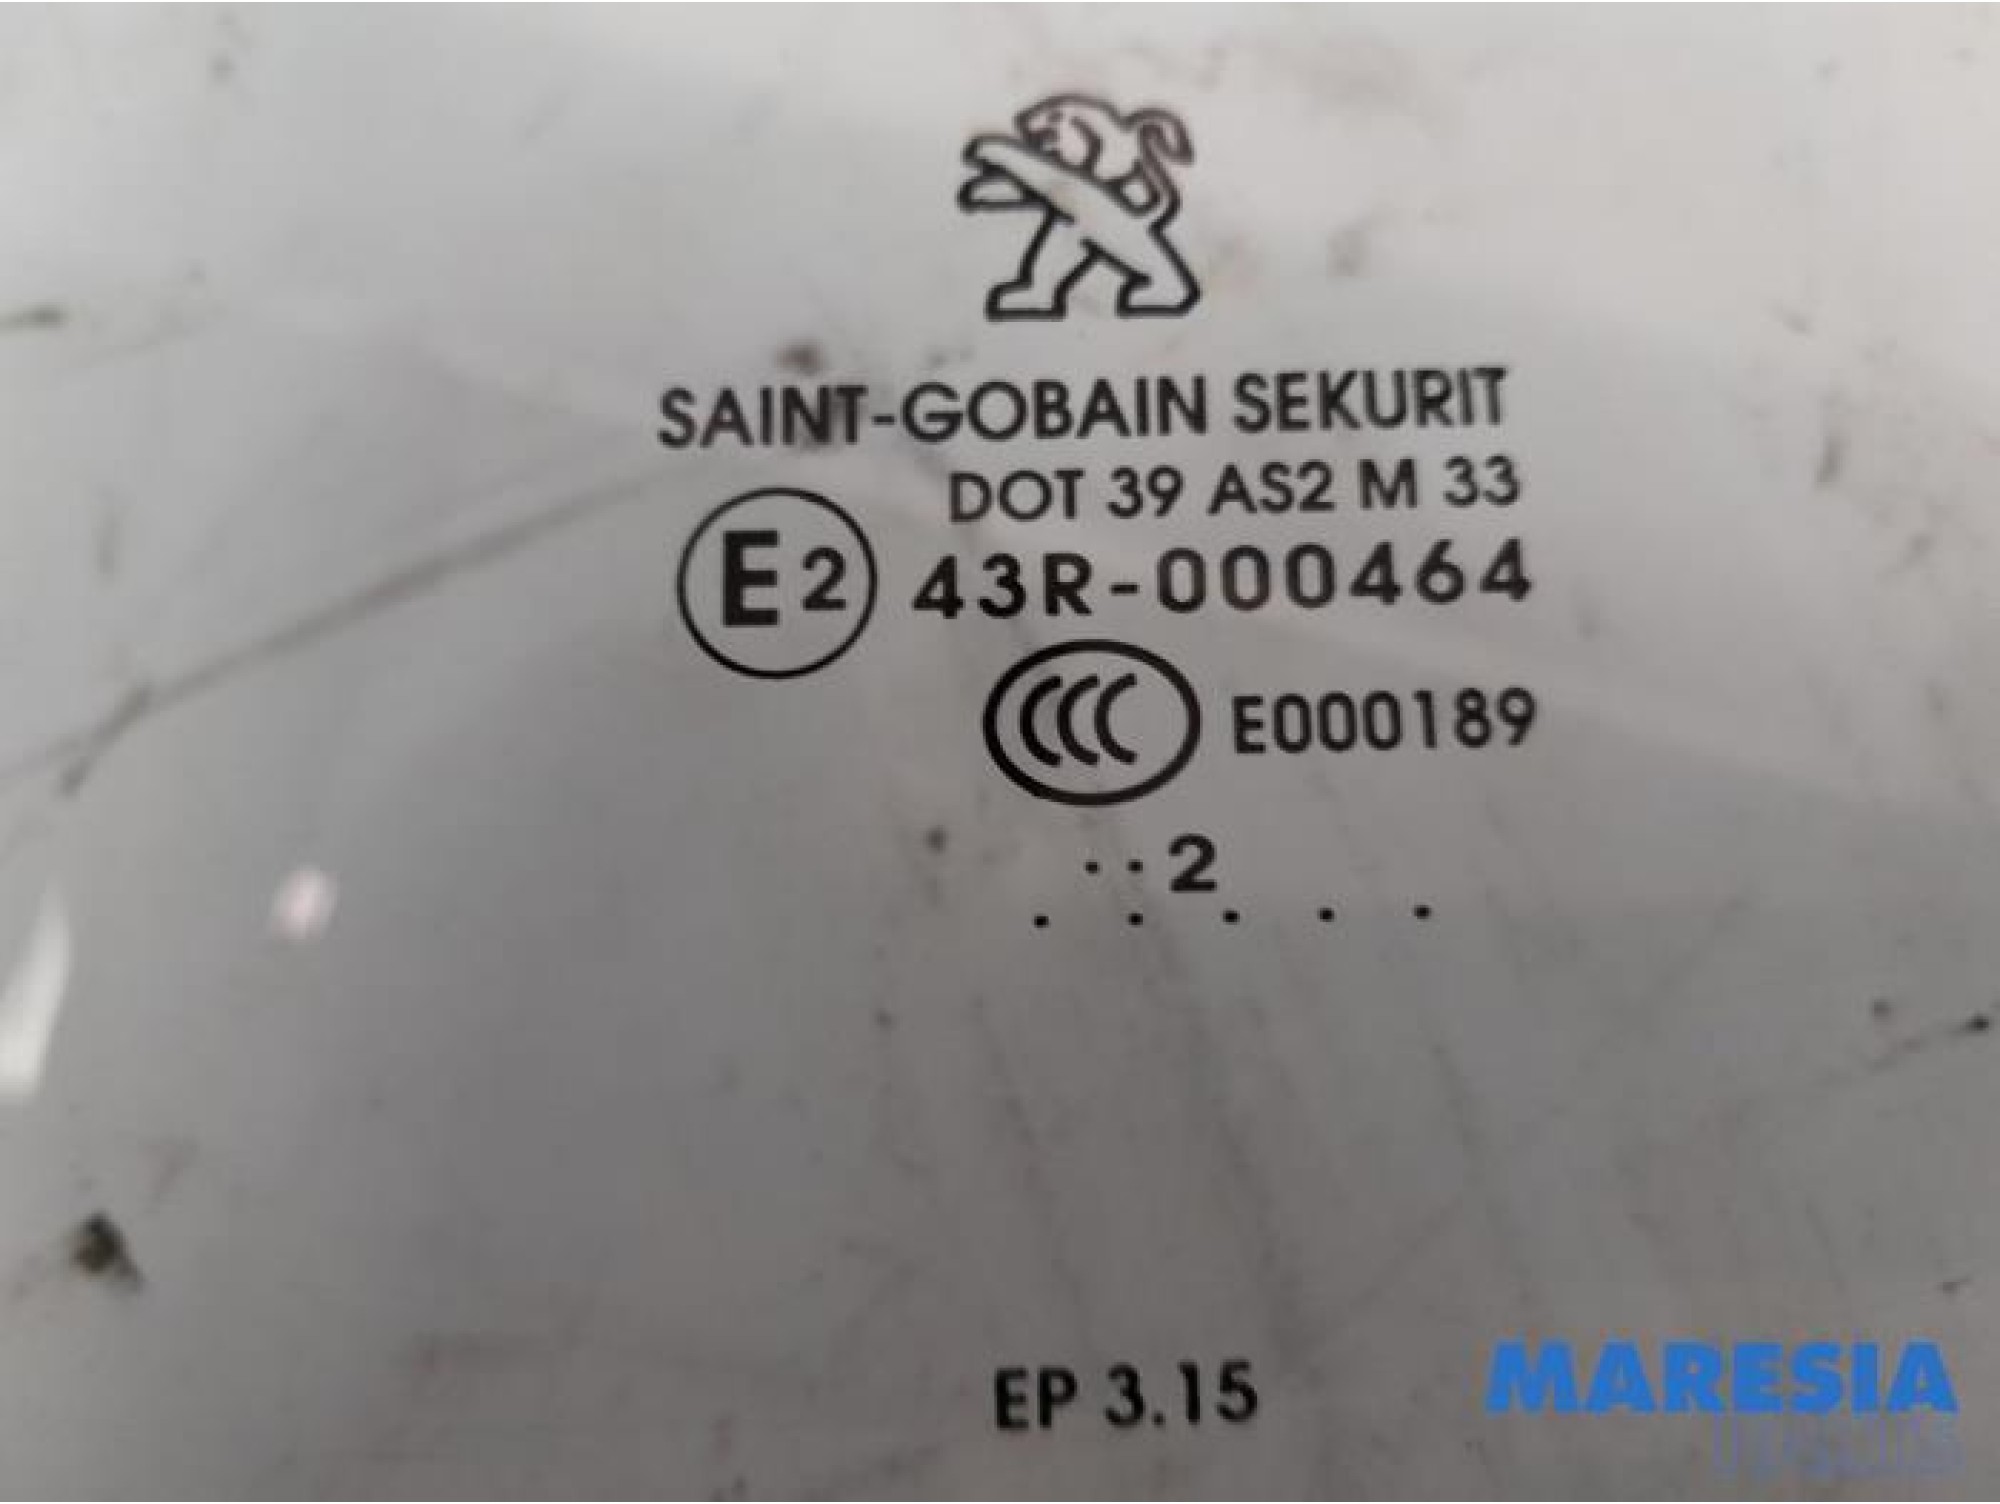 SAINT-GOBAIN SEKURIT
DOT 39 AS2 M 33
E2 43R-000464
CCC E000189
..2
. . . . .
EP 3.15
MARESIA